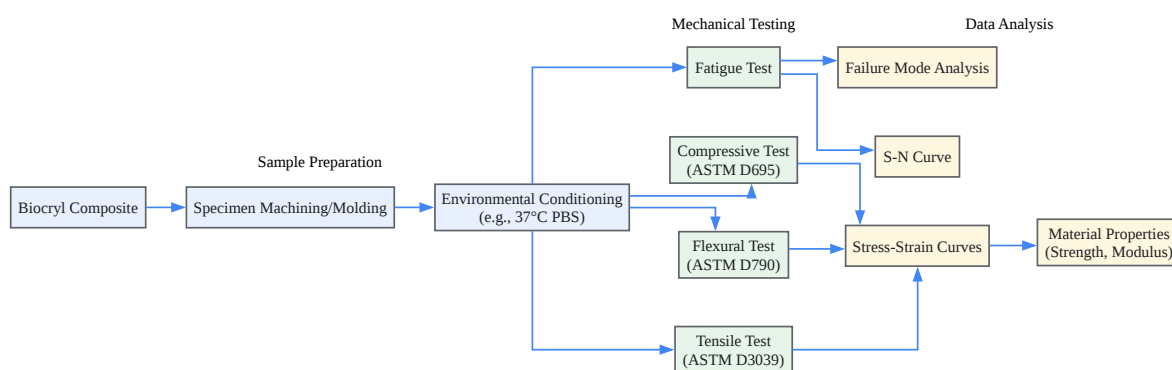 Mechanical Testing
Data Analysis
Fatigue Test
Failure Mode Analysis
Sample Preparation
Compressive Test
(ASTM D695)
S-N Curve
Biocryl Composite
Specimen Machining/Molding
Environmental Conditioning
(e.g., 37°C PBS)
Flexural Test
(ASTM D790)
Stress-Strain Curves
Material Properties
(Strength, Modulus)
Tensile Test
(ASTM D3039)